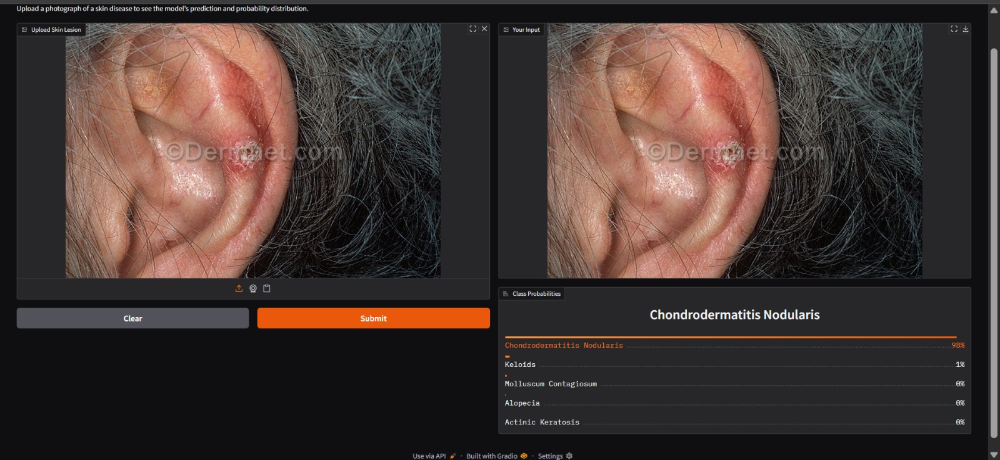 Upload a photograph of a skin disease to see the model's prediction and probability distribution.
Upload Skin Lesion
©Dermnet.com
Clear
Submit
Your Input
©Dermnet.com
Class Probabilities
Chondrodermatitis Nodularis
Chondrodermatitis Nodularis 98%
Keloids 1%
Molluscum Contagiosum 0%
Alopecia 0%
Actinic Keratosis 0%
Use via API · Built with Gradio · Settings